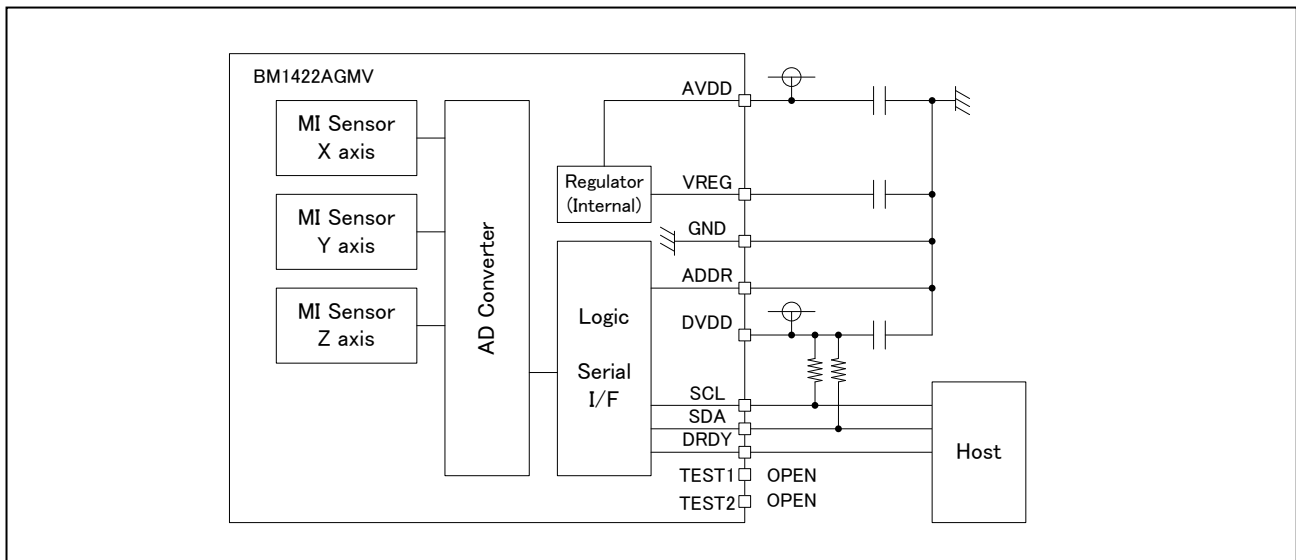 BM1422AGMV
MI Sensor
X axis
MI Sensor
Y axis
MI Sensor
Z axis
AD Converter
Regulator
(Internal)
Logic
Serial
I/F
AVDD
VREG
GND
ADDR
DVDD
SCL
SDA
DRDY
TEST1 OPEN
TEST2 OPEN
Host